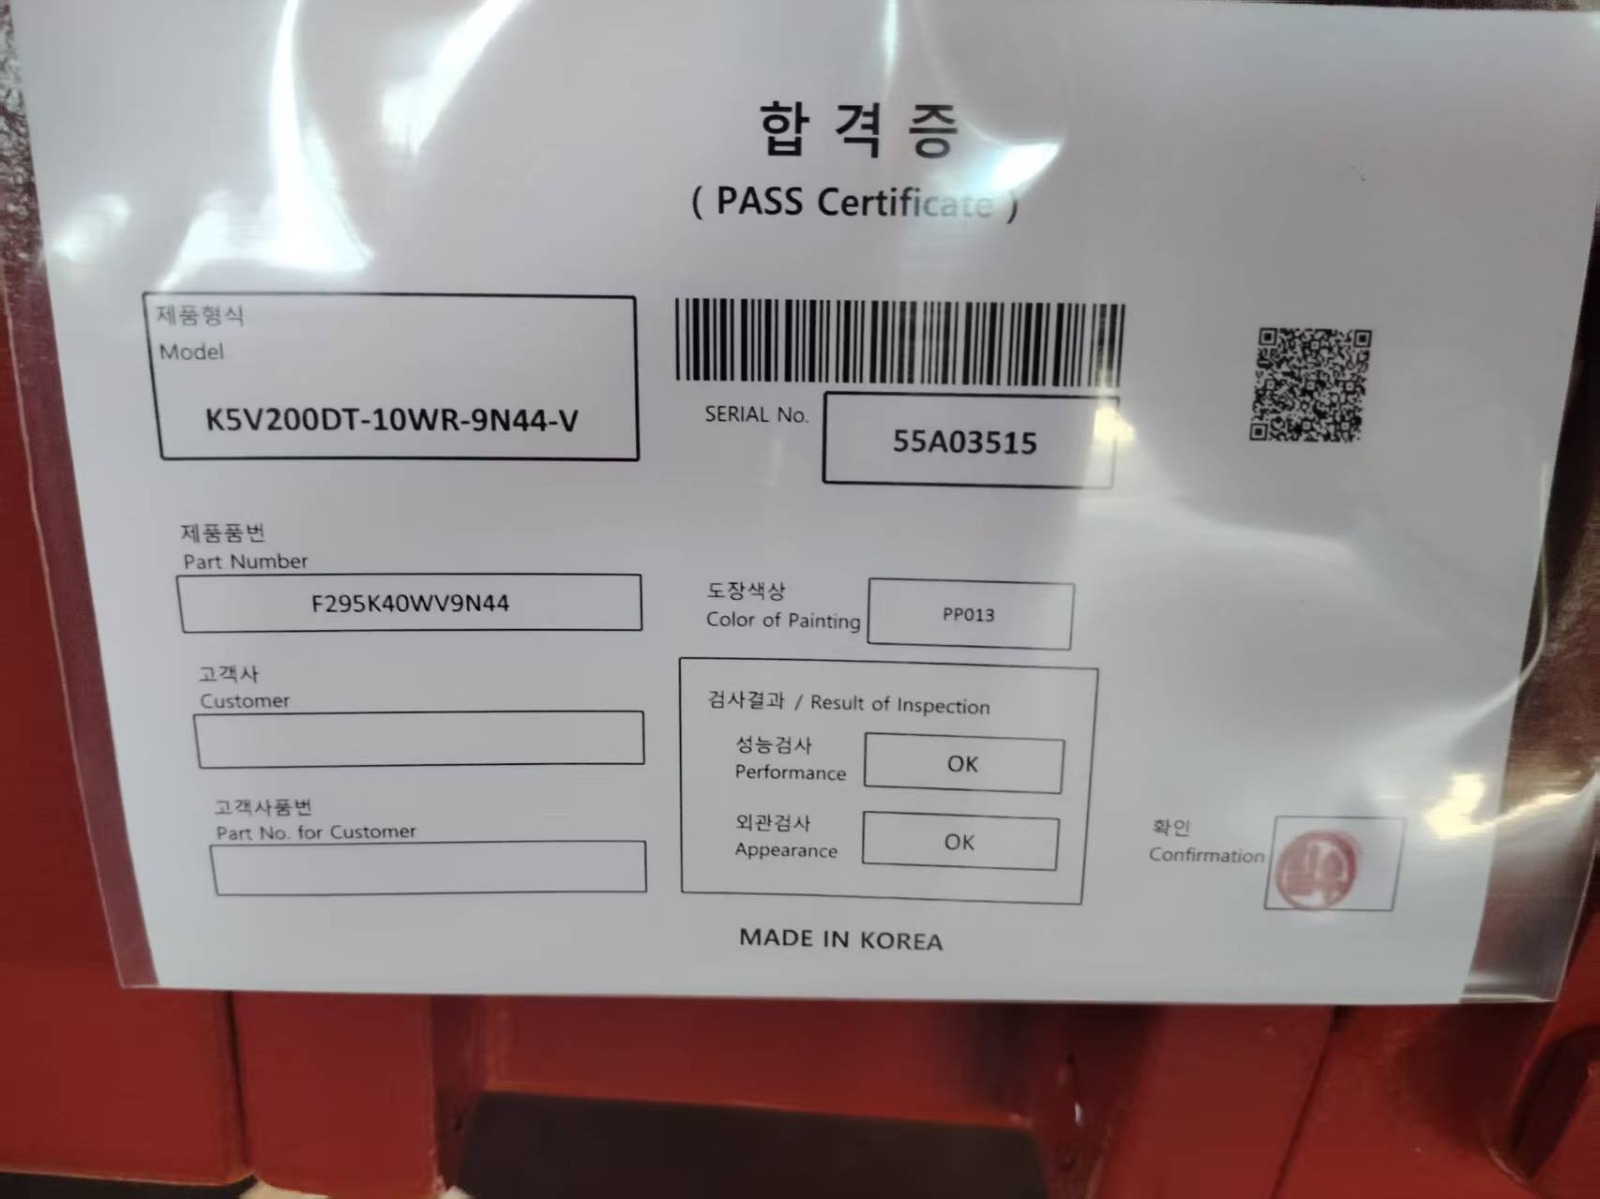 합 격 증
( PASS Certificate )
제품형식
Model
K5V200DT-10WR-9N44-V
SERIAL No.
55A03515
제품품번
Part Number
F295K40WV9N44
도장색상
Color of Painting
PP013
고객사
Customer
고객사품번
Part No. for Customer
검사결과 / Result of Inspection
성능검사
Performance
OK
외관검사
Appearance
OK
확인
Confirmation
MADE IN KOREA